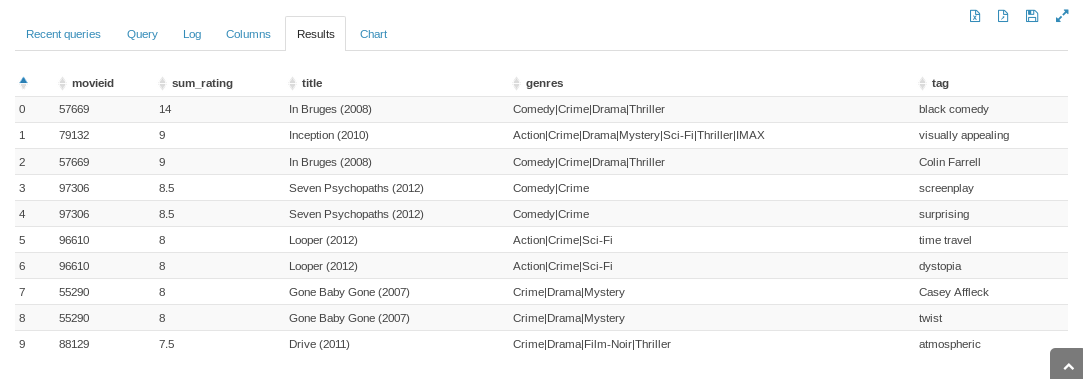 Recent queries Query Log Columns Results Chart
movieid sum_rating title genres tag
0 57669 14 In Bruges (2008) Comedy|Crime|Drama|Thriller black comedy
1 79132 9 Inception (2010) Action|Crime|Drama|Mystery|Sci-Fi|Thriller|IMAX visually appealing
2 57669 9 In Bruges (2008) Comedy|Crime|Drama|Thriller Colin Farrell
3 97306 8.5 Seven Psychopaths (2012) Comedy|Crime screenplay
4 97306 8.5 Seven Psychopaths (2012) Comedy|Crime surprising
5 96610 8 Looper (2012) Action|Crime|Sci-Fi time travel
6 96610 8 Looper (2012) Action|Crime|Sci-Fi dystopia
7 55290 8 Gone Baby Gone (2007) Crime|Drama|Mystery Casey Affleck
8 55290 8 Gone Baby Gone (2007) Crime|Drama|Mystery twist
9 88129 7.5 Drive (2011) Crime|Drama|Film-Noir|Thriller atmospheric